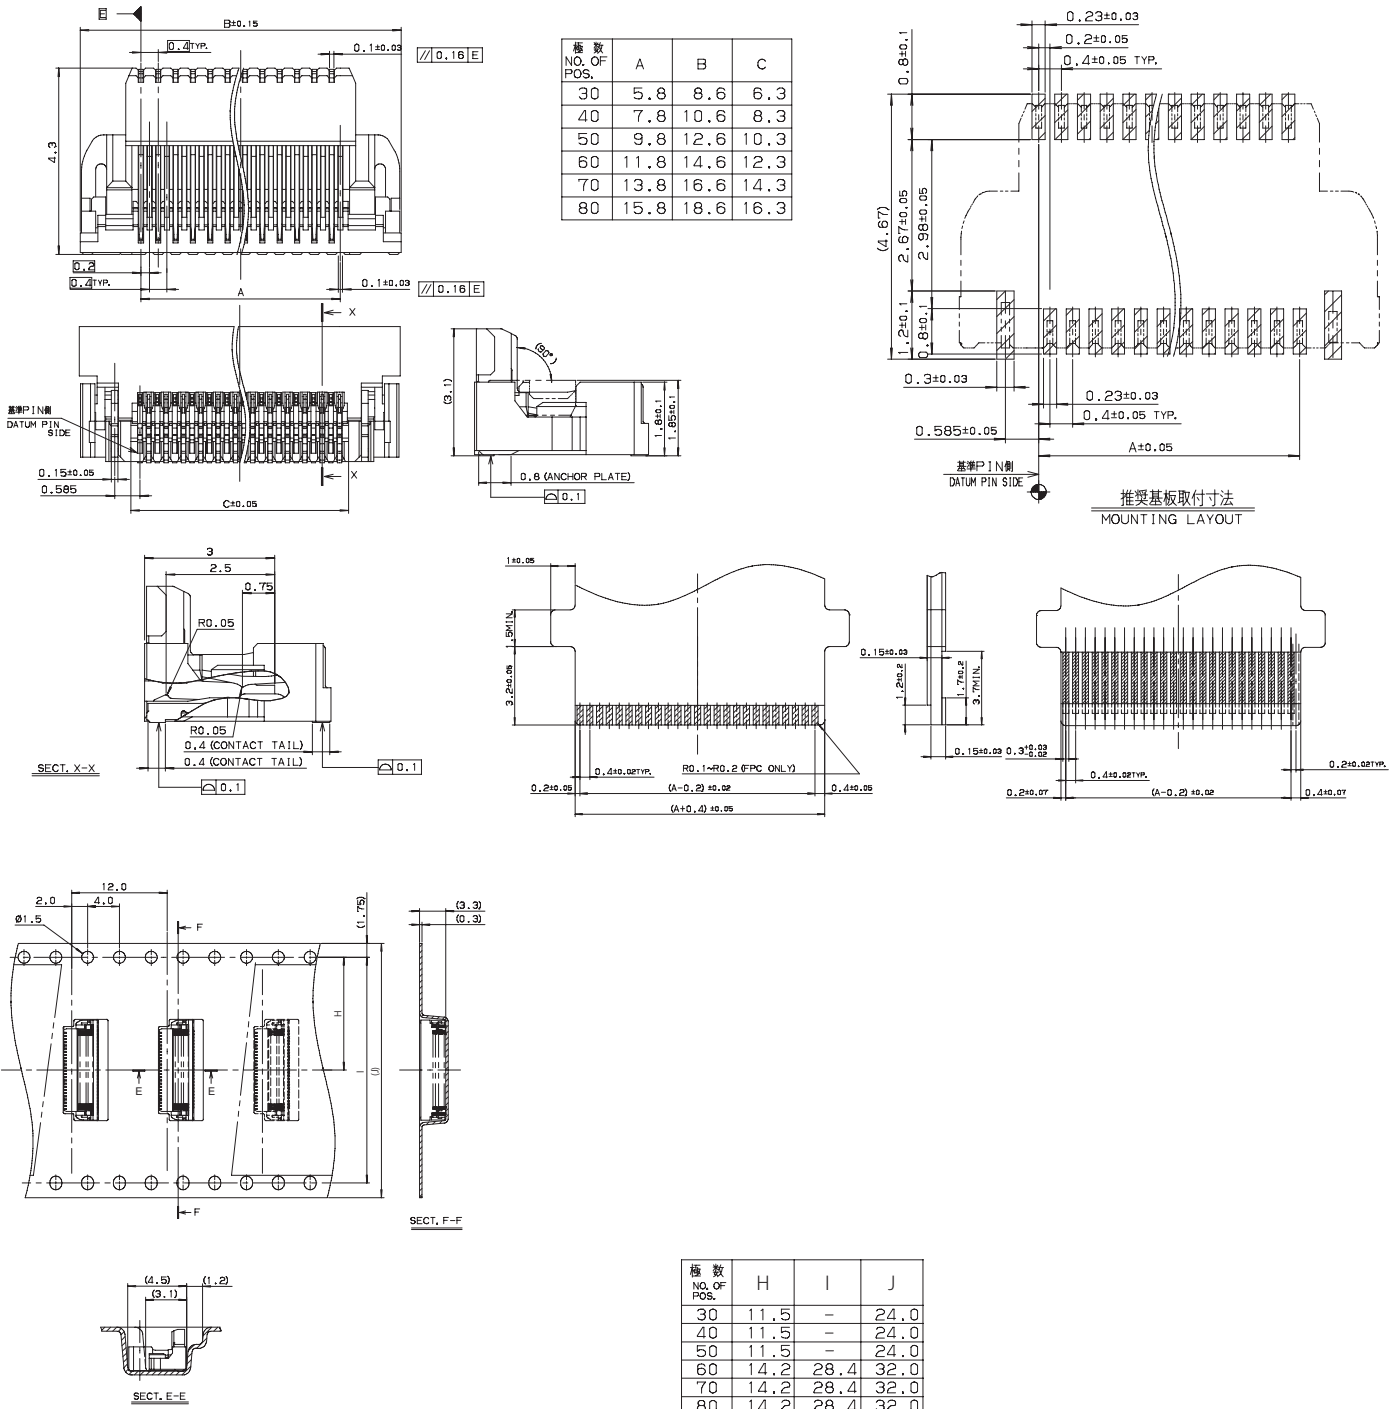 E
B±0.15
0.4TYP.
0.1±0.03
// 0.16 E
4.3
0.2
0.4TYP.
A
0.1±0.03
// 0.16 E
極 数
NO. OF
POS.
A B C
30 5.8 8.6 6.3
40 7.8 10.6 8.3
50 9.8 12.6 10.3
60 11.8 14.6 12.3
70 13.8 16.6 14.3
80 15.8 18.6 16.3
0.23±0.03
0.2±0.05
0.4±0.05 TYP.
0.8±0.1
(4.67)
2.67±0.05
2.98±0.05
1.2±0.1
0.8±0.1
0.3±0.03
0.23±0.03
0.4±0.05 TYP.
0.585±0.05
A±0.05
基準PIN側
DATUM PIN SIDE
推奨基板取付寸法
MOUNTING LAYOUT
X
基準PIN側
DATUM PIN
SIDE
0.15±0.05
0.585
X
C±0.05
(90°)
(3.1)
1.8±0.1
1.85±0.1
0.8 (ANCHOR PLATE)
0.1
3
2.5
0.75
R0.05
R0.05
0.4 (CONTACT TAIL)
0.4 (CONTACT TAIL)
0.1
0.1
SECT. X-X
1±0.05
1.5MIN.
3.2±0.05
0.4±0.02TYP.
R0.1~R0.2 (FPC ONLY)
0.2±0.05
(A-0.2) ±0.02
0.4±0.05
(A+0.4) ±0.05
0.15±0.03
1.2±0.2
1.7±0.2
3.7MIN.
0.15±0.03
0.3 +0.03 -0.02
0.2±0.02TYP.
0.4±0.02TYP.
0.2±0.07
(A-0.2) ±0.02
0.4±0.07
12.0
2.0
4.0
Ø1.5
F
(1.75)
H
I
(J)
E
E
F
(3.3)
(0.3)
SECT. F-F
(4.5)
(1.2)
(3.1)
SECT. E-E
極 数
NO. OF
POS.
H I J
30 11.5 - 24.0
40 11.5 - 24.0
50 11.5 - 24.0
60 14.2 28.4 32.0
70 14.2 28.4 32.0
80 14.2 28.4 32.0